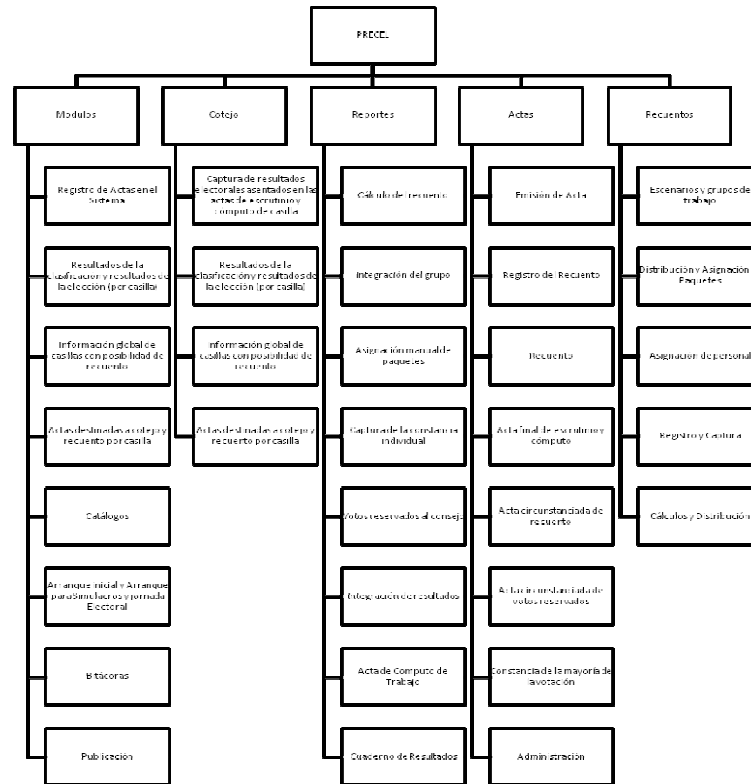 PRECEL
Modulos
Cotejo
Reportes
Actas
Recuentos
Registro de Actas en el
Sistema
Resultados de la
clasificación y resultados de
la elección (por casilla)
Información global de
casillas con posibilidad de
recuento
Actas destinadas a cotejo y
recuento por casilla
Catálogos
Arranque inicial y Arranque
para Simulacros y Jornada
Electoral
Bitácoras
Publicación
Captura de resultados
electorales asentados en las
actas de escrutinio y
computo de casilla
Resultados de la
clasificación y resultados de
la elección (por casilla)
Información global de
casillas con posibilidad de
recuento
Actas destinadas a cotejo y
recuento por casilla
Cálculo del recuento
Integración del grupo
Asignación manual de
paquetes
Captura de la constancia
individual
Votos reservados al consejo
Integración de resultados
Acta de Computo de
Trabajo
Cuaderno de Resultados
Emisión de Acta
Registro del Recuento
Recuento
Acta final de escrutinio y
cómputo
Acta circunstanciada de
recuento
Acta circunstanciada de
votos reservados
Constancia de la mayoría de
la votación
Administración
Escenarios y grupos de
trabajo
Distribución y Asignación
Paquetes
Asignación de personal
Registro y Captura
Cálculos y Distribución